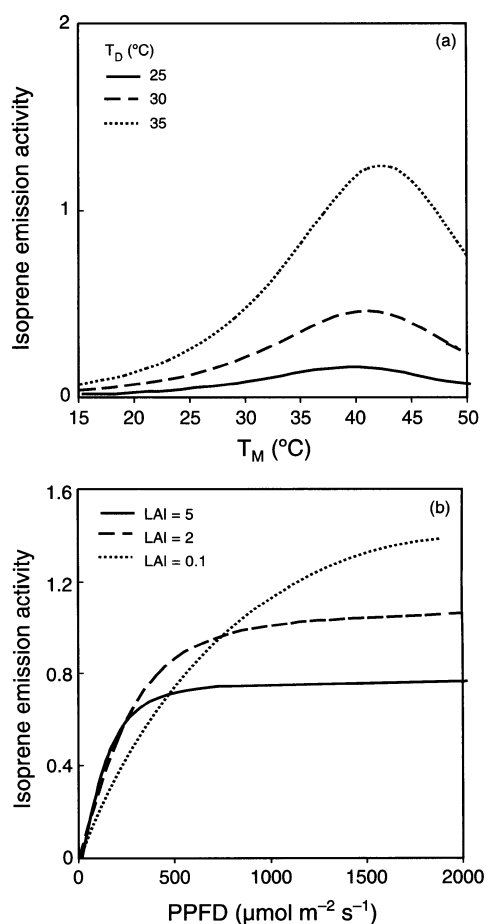 (a)
T_D (°C)
25
30
35
2
1
0
Isoprene emission activity
15 20 25 30 35 40 45 50
T_M (°C)
(b)
LAI = 5
LAI = 2
LAI = 0.1
1.6
1.2
0.8
0.4
0
Isoprene emission activity
0 500 1000 1500 2000
PPFD (µmol m⁻² s⁻¹)